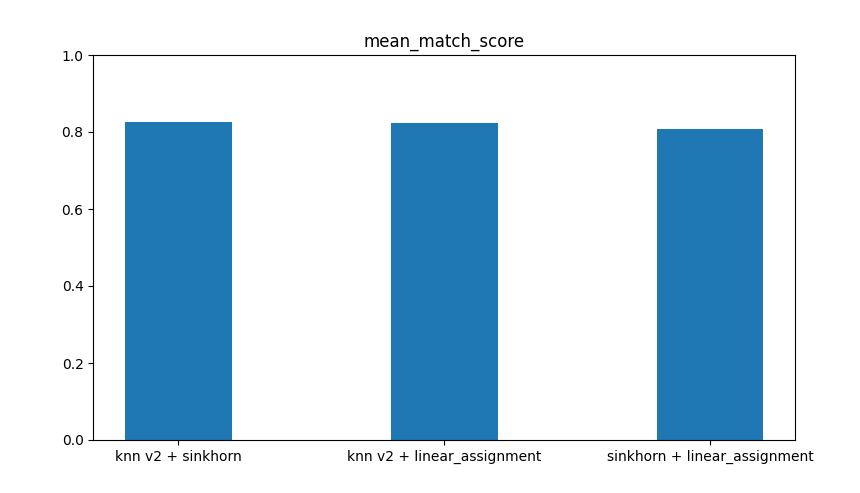 mean_match_score
1.0
0.8
0.6
0.4
0.2
0.0
knn v2 + sinkhorn
knn v2 + linear_assignment
sinkhorn + linear_assignment